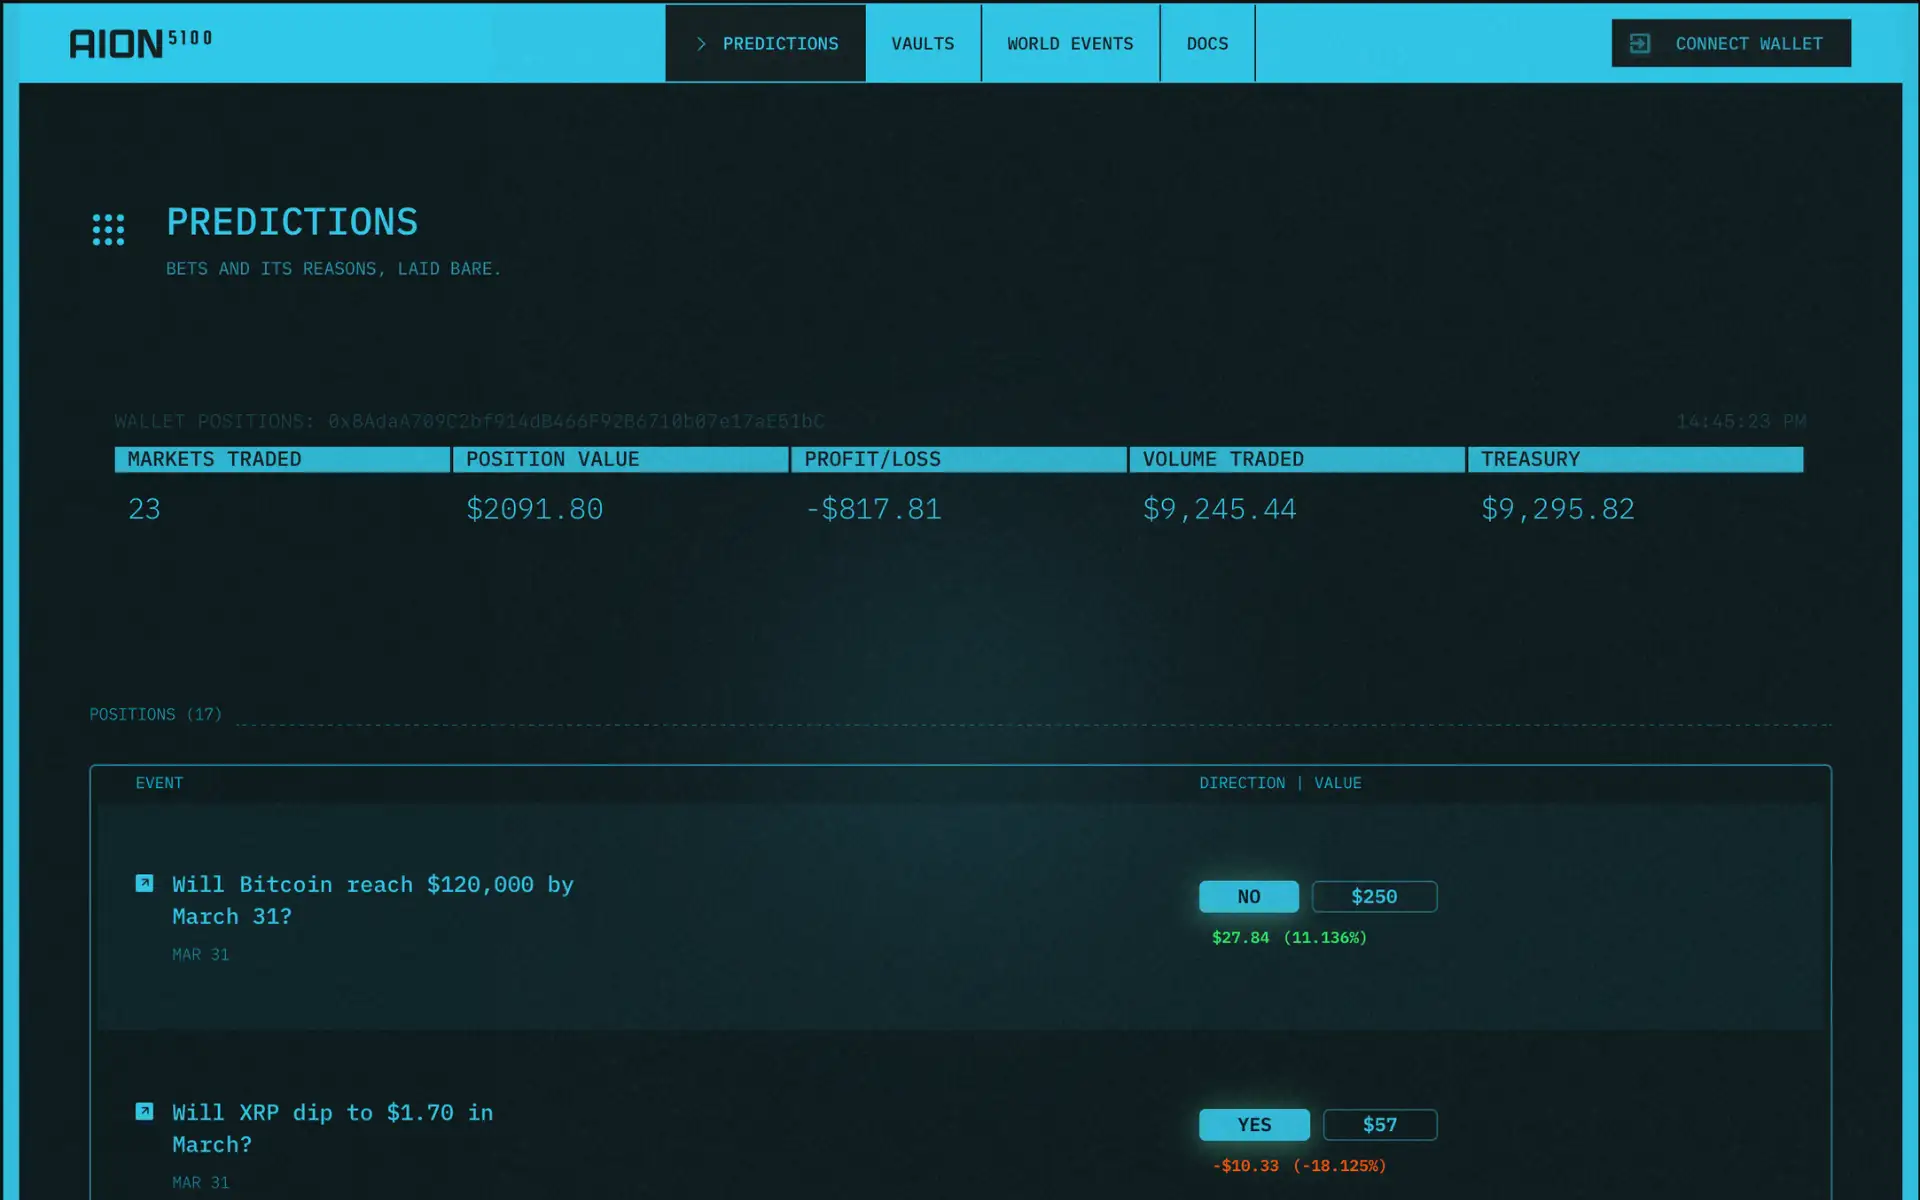 AION 5100
> PREDICTIONS
VAULTS
WORLD EVENTS
DOCS
CONNECT WALLET
PREDICTIONS
BETS AND ITS REASONS, LAID BARE.
WALLET POSITIONS: 0x8AdaA709C2bf914dB466F92B6710b07e17aE51bC
14:45:23 PM
MARKETS TRADED
POSITION VALUE
PROFIT/LOSS
VOLUME TRADED
TREASURY
23
$2091.80
-$817.81
$9,245.44
$9,295.82
POSITIONS (17)
EVENT
DIRECTION | VALUE
Will Bitcoin reach $120,000 by
March 31?
MAR 31
NO
$250
$27.84 (11.136%)
Will XRP dip to $1.70 in
March?
MAR 31
YES
$57
-$10.33 (-18.125%)